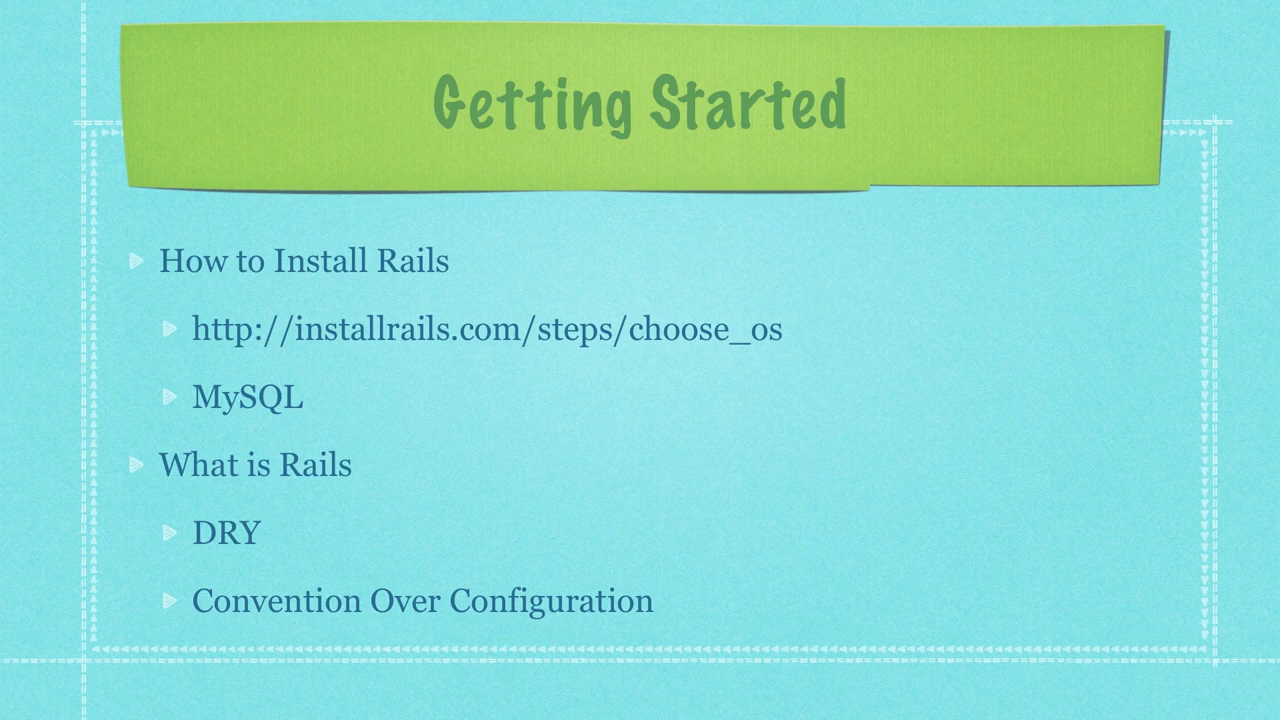 Getting Started
How to Install Rails
http://installrails.com/steps/choose_os
MySQL
What is Rails
DRY
Convention Over Configuration